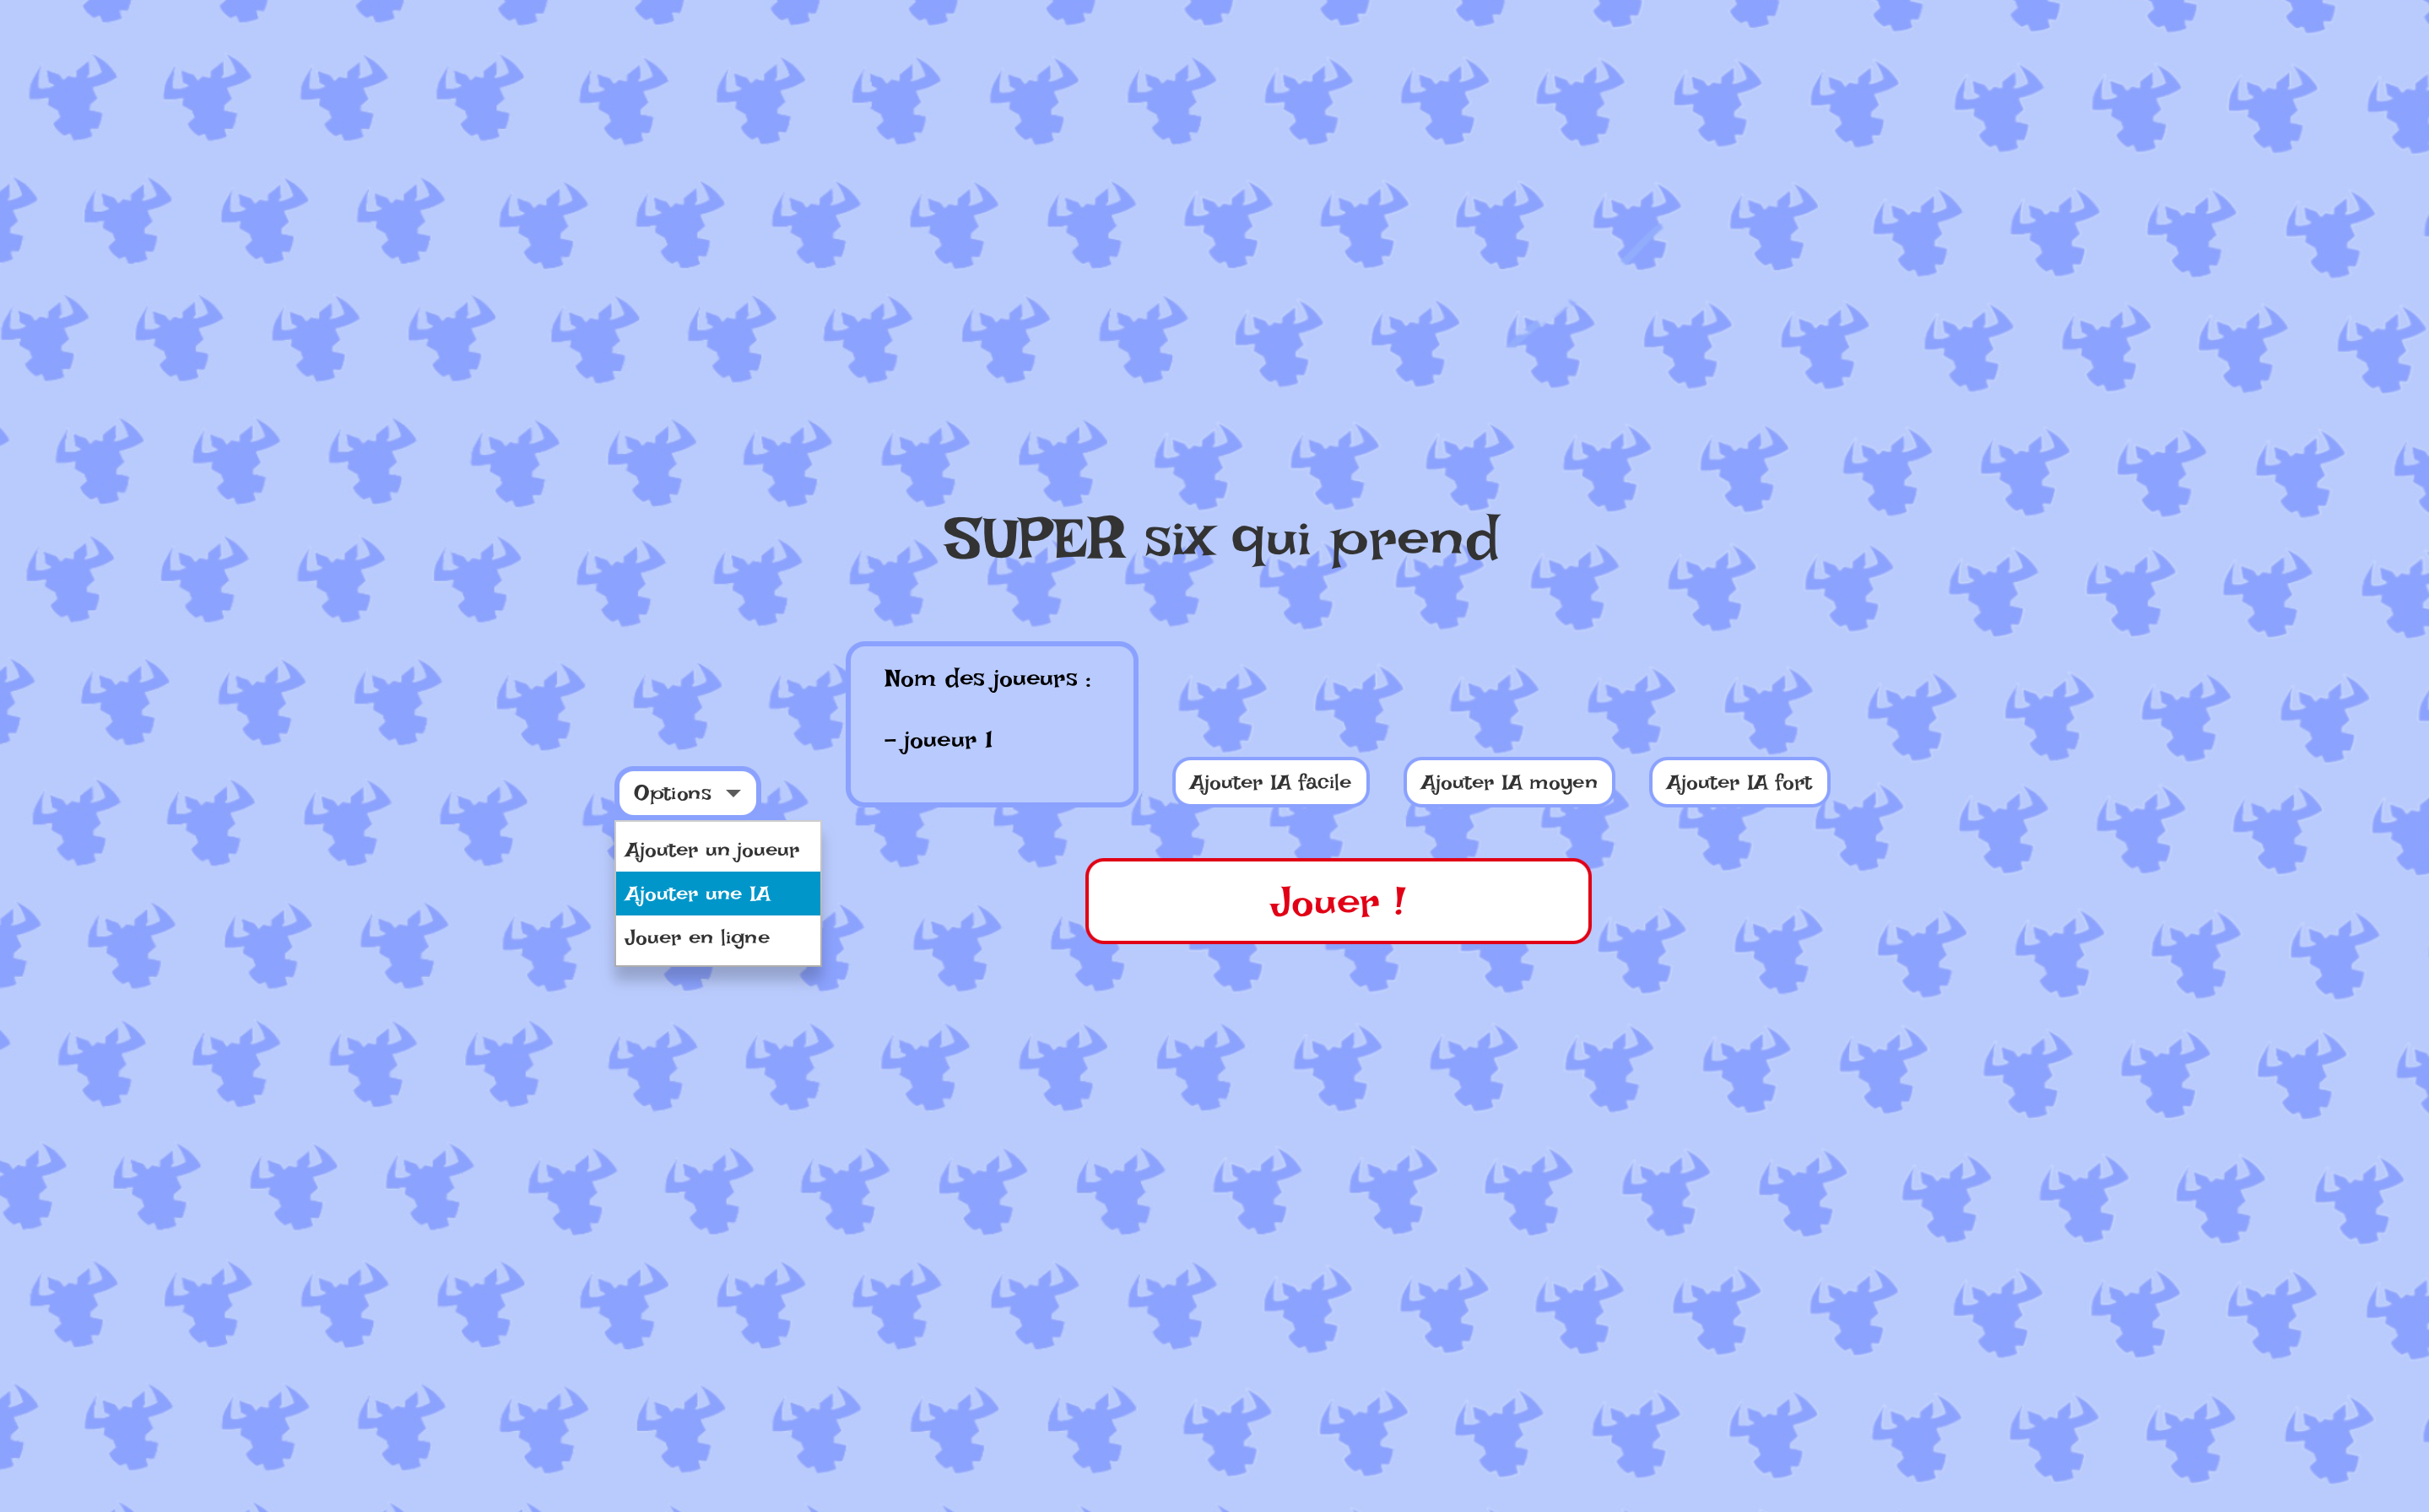 SUPER six qui prend
Nom des joueurs :
- joueur 1
Options
Ajouter un joueur
Ajouter une IA
Jouer en ligne
Ajouter IA facile
Ajouter IA moyen
Ajouter IA fort
Jouer !